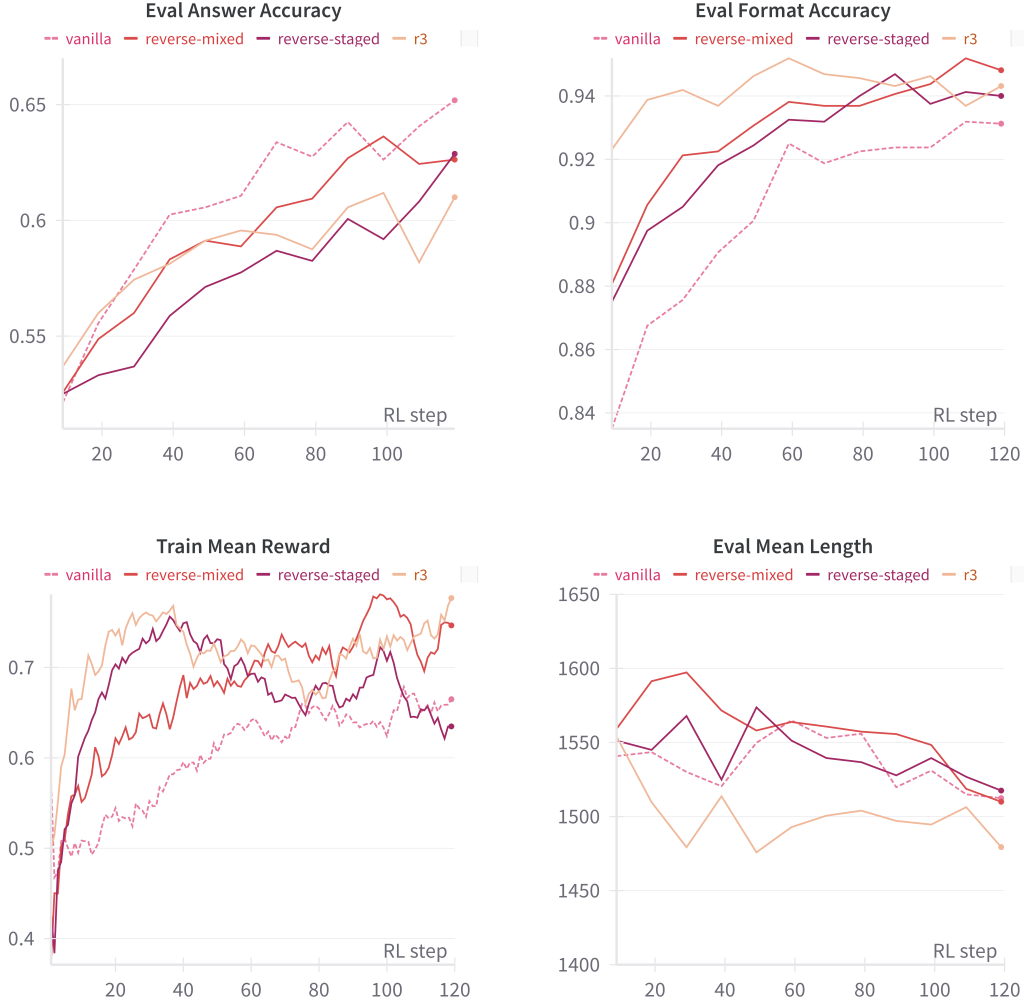 Eval Answer Accuracy
vanilla reverse-mixed reverse-staged r3
0.65
0.6
0.55
RL step
20 40 60 80 100
Eval Format Accuracy
vanilla reverse-mixed reverse-staged r3
0.94
0.92
0.9
0.88
0.86
0.84
RL step
20 40 60 80 100 120
Train Mean Reward
vanilla reverse-mixed reverse-staged r3
0.7
0.6
0.5
0.4
RL step
20 40 60 80 100 120
Eval Mean Length
vanilla reverse-mixed reverse-staged r3
1650
1600
1550
1500
1450
1400
RL step
20 40 60 80 100 120